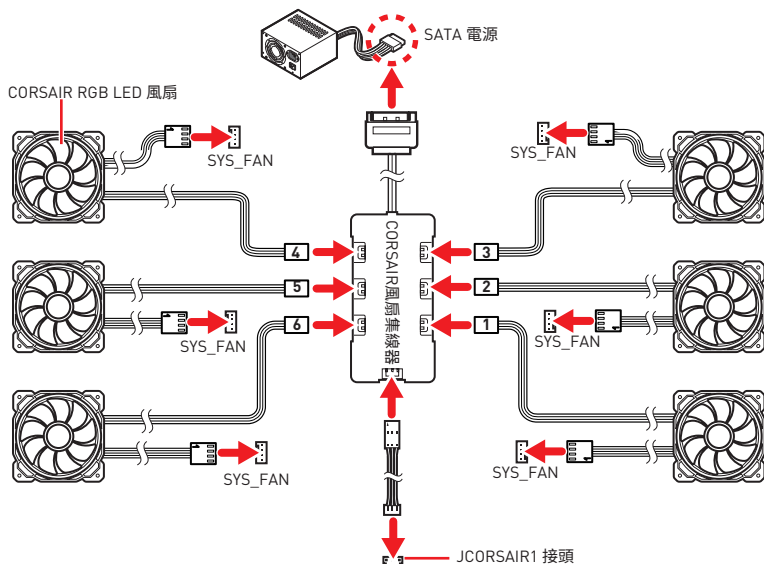 SATA 電源
CORSAIR RGB LED 風扇
SYS_FAN
SYS_FAN
4
3
5
2
6
1
CORSAIR風扇集線器
SYS_FAN
SYS_FAN
SYS_FAN
SYS_FAN
JCORSAIR1 接頭